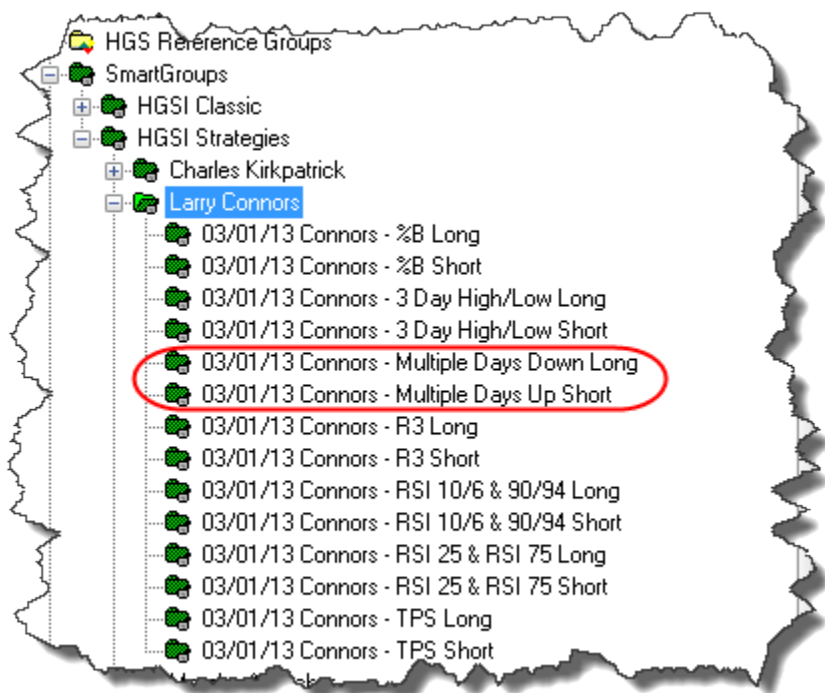 HGS Reference Groups
SmartGroups
HGSI Classic
HGSI Strategies
Charles Kirkpatrick
Larry Connors
03/01/13 Connors - %B Long
03/01/13 Connors - %B Short
03/01/13 Connors - 3 Day High/Low Long
03/01/13 Connors - 3 Day High/Low Short
03/01/13 Connors - Multiple Days Down Long
03/01/13 Connors - Multiple Days Up Short
03/01/13 Connors - R3 Long
03/01/13 Connors - R3 Short
03/01/13 Connors - RSI 10/6 & 90/94 Long
03/01/13 Connors - RSI 10/6 & 90/94 Short
03/01/13 Connors - RSI 25 & RSI 75 Long
03/01/13 Connors - RSI 25 & RSI 75 Short
03/01/13 Connors - TPS Long
03/01/13 Connors - TPS Short